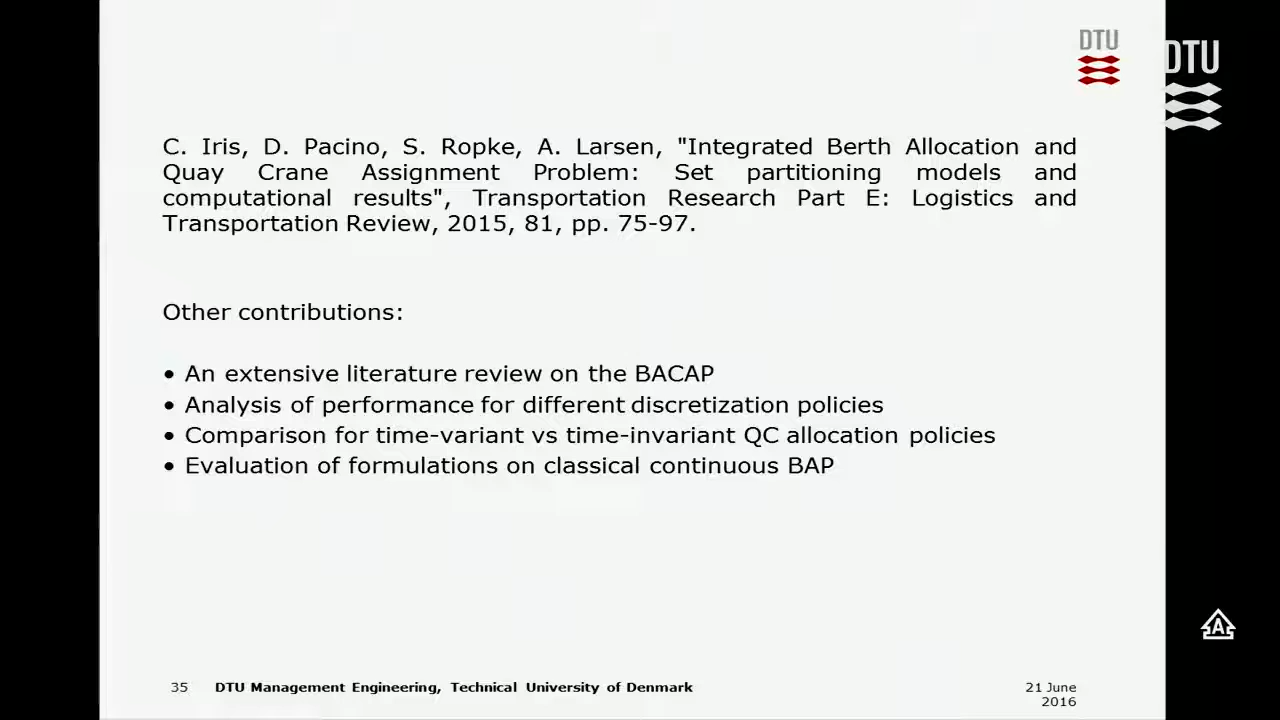 DTU
DTU
C. Iris, D. Pacino, S. Ropke, A. Larsen, "Integrated Berth Allocation and
Quay Crane Assignment Problem: Set partitioning models and
computational results", Transportation Research Part E: Logistics and
Transportation Review, 2015, 81, pp. 75-97.
Other contributions:
• An extensive literature review on the BACAP
• Analysis of performance for different discretization policies
• Comparison for time-variant vs time-invariant QC allocation policies
• Evaluation of formulations on classical continuous BAP
A
35 DTU Management Engineering, Technical University of Denmark
21 June
2016